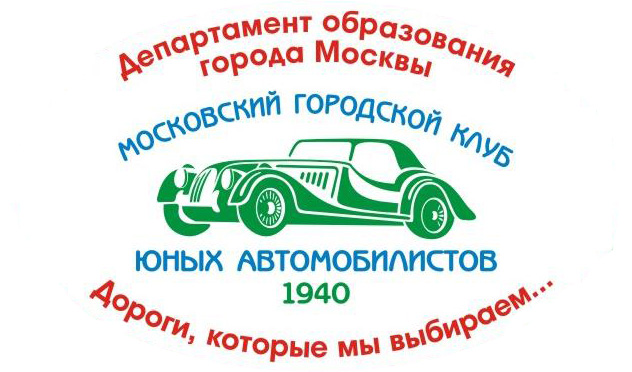 Департамент образования
города Москвы
МОСКОВСКИЙ ГОРОДСКОЙ КЛУБ
ЮНЫХ АВТОМОБИЛИСТОВ
1940
Дороги, которые мы выбираем...